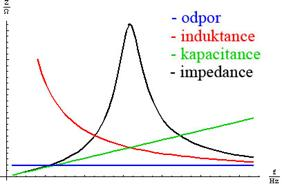 Z
Ω
- odpor
- induktance
- kapacitance
- impedance
f
Hz